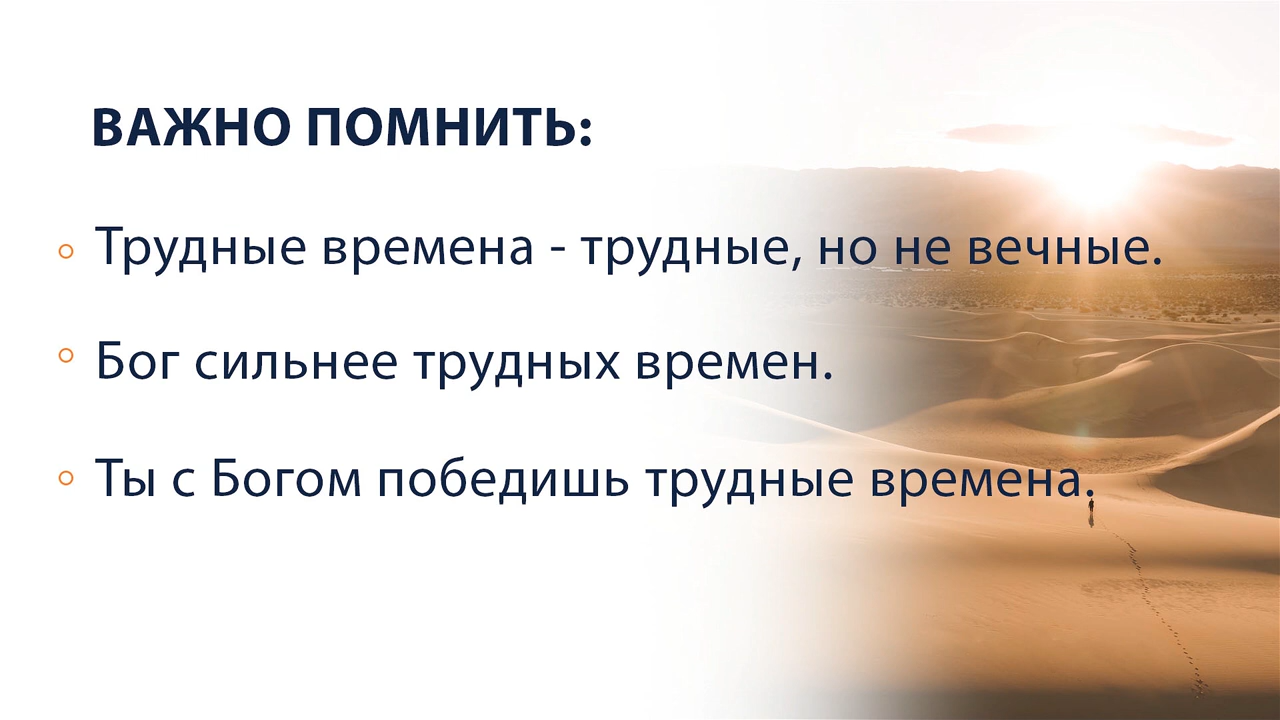 ВАЖНО ПОМНИТЬ:
Трудные времена - трудные, но не вечные.
Бог сильнее трудных времен.
Ты с Богом победишь трудные времена.